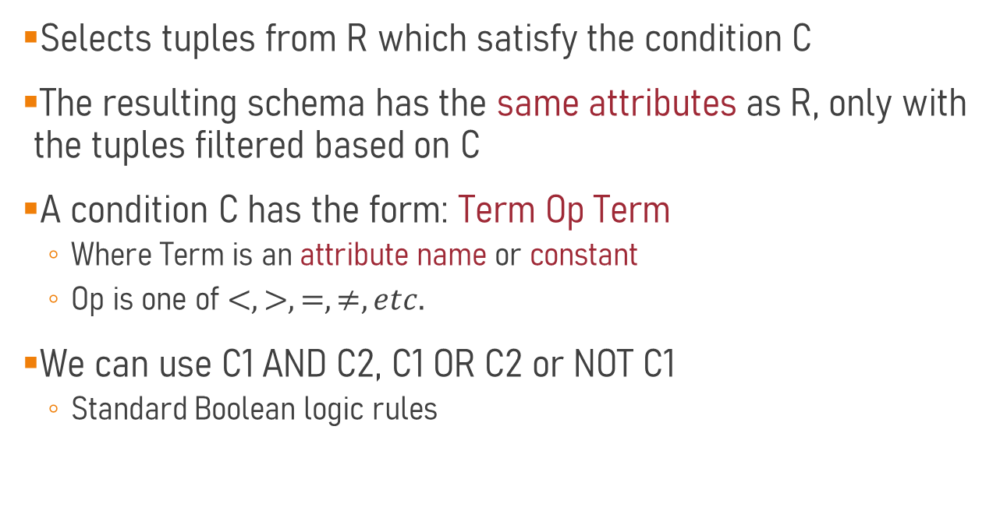 ▪Selects tuples from R which satisfy the condition C
▪The resulting schema has the same attributes as R, only with
the tuples filtered based on C
▪A condition C has the form: Term Op Term
◦ Where Term is an attribute name or constant
◦ Op is one of <, >, =, ≠, etc.
▪We can use C1 AND C2, C1 OR C2 or NOT C1
◦ Standard Boolean logic rules